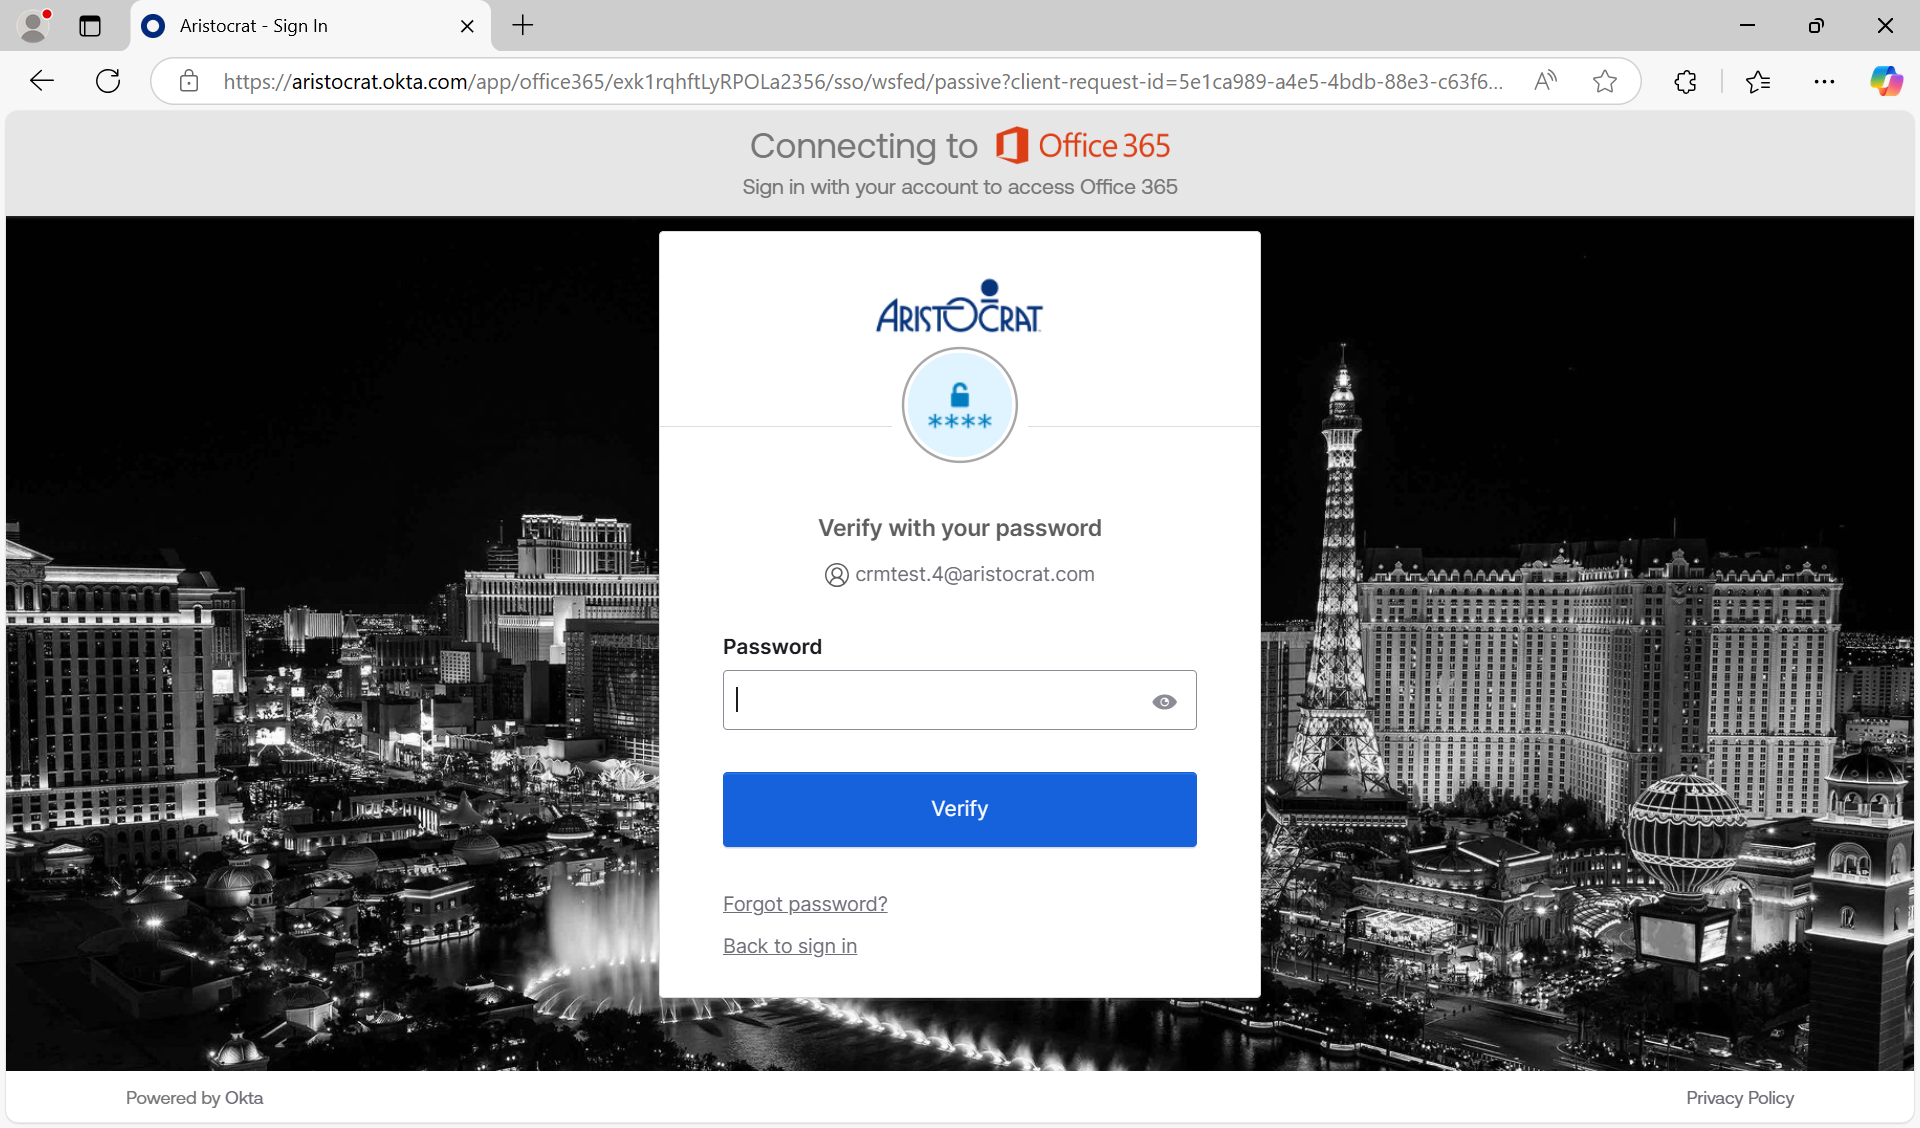 Aristocrat - Sign In
https://aristocrat.okta.com/app/office365/exk1rqhftLyRPOLa2356/sso/wsfed/passive?client-request-id=5e1ca989-a4e5-4bdb-88e3-c63f6...
Connecting to Office 365
Sign in with your account to access Office 365
ARISTOCRAT
****
Verify with your password
crmtest.4@aristocrat.com
Password
Verify
Forgot password?
Back to sign in
Powered by Okta
Privacy Policy